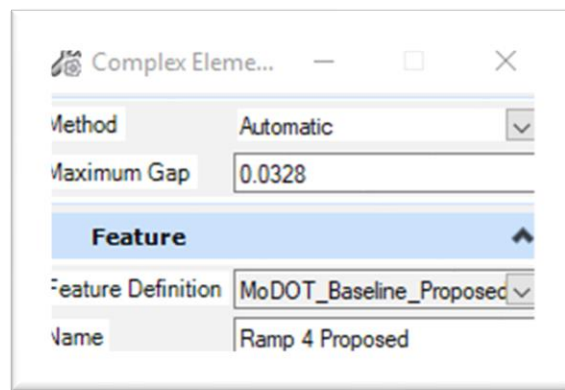 Complex Eleme...
Method Automatic
Maximum Gap 0.0328
Feature
Feature Definition MoDOT_Baseline_Proposed
Name Ramp 4 Proposed